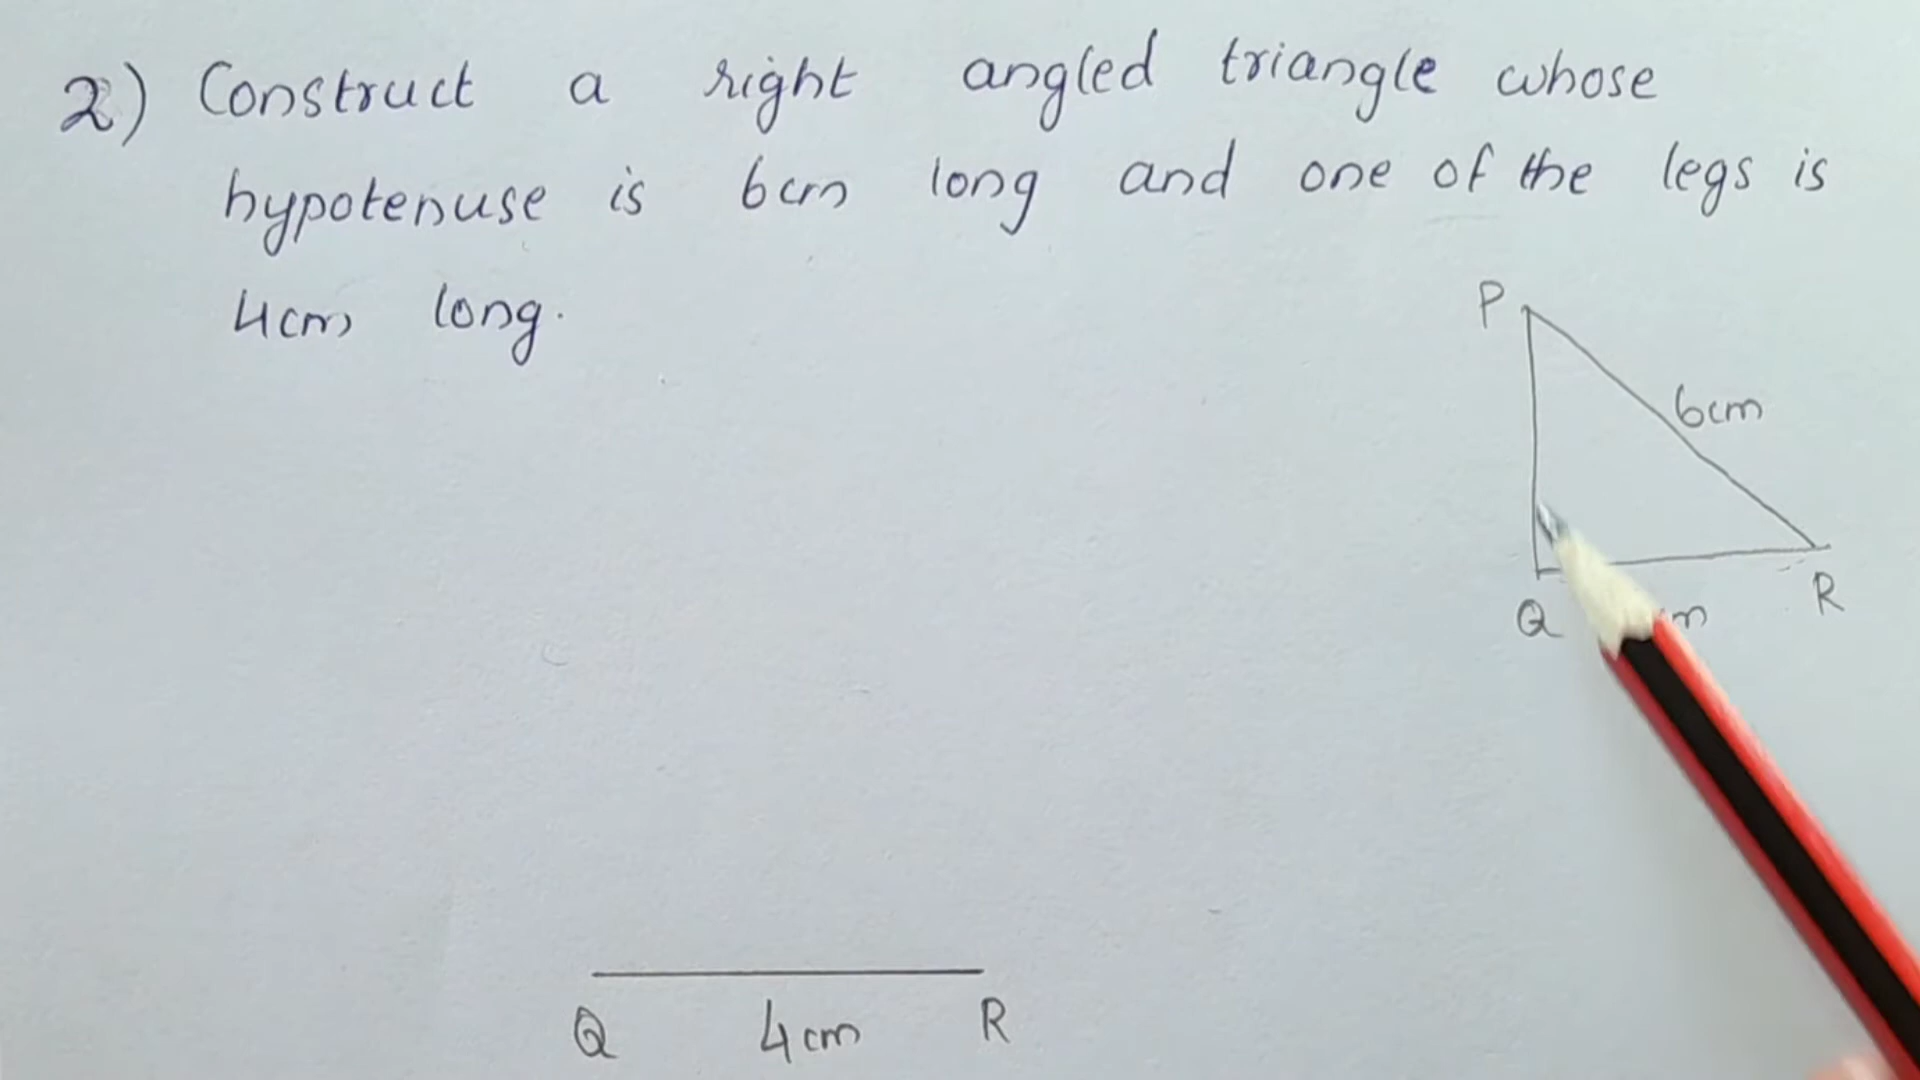 2) Construct a right angled triangle whose
hypotenuse is 6cm long and one of the legs is
4cm long.
P
6cm
Q
R
Q 4cm R